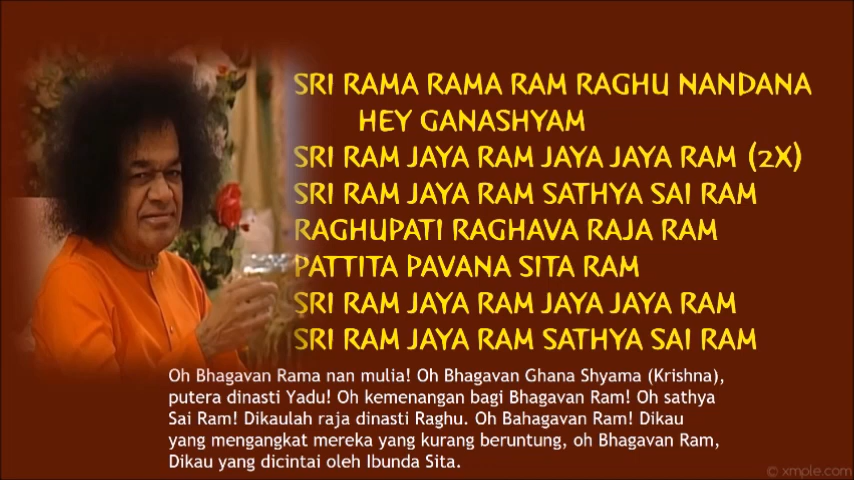 SRI RAMA RAMA RAM RAGHU NANDANA
HEY GANASHYAM
SRI RAM JAYA RAM JAYA JAYA RAM (2X)
SRI RAM JAYA RAM SATHYA SAI RAM
RAGHUPATI RAGHAVA RAJA RAM
PATTITA PAVANA SITA RAM
SRI RAM JAYA RAM JAYA JAYA RAM
SRI RAM JAYA RAM SATHYA SAI RAM
Oh Bhagavan Rama nan mulia! Oh Bhagavan Ghana Shyama (Krishna),
putera dinasti Yadu! Oh kemenangan bagi Bhagavan Ram! Oh sathya
Sai Ram! Dikaulah raja dinasti Raghu. Oh Bahagavan Ram! Dikau
yang mengangkat mereka yang kurang beruntung, oh Bhagavan Ram,
Dikau yang dicintai oleh Ibunda Sita.
© xmple.com